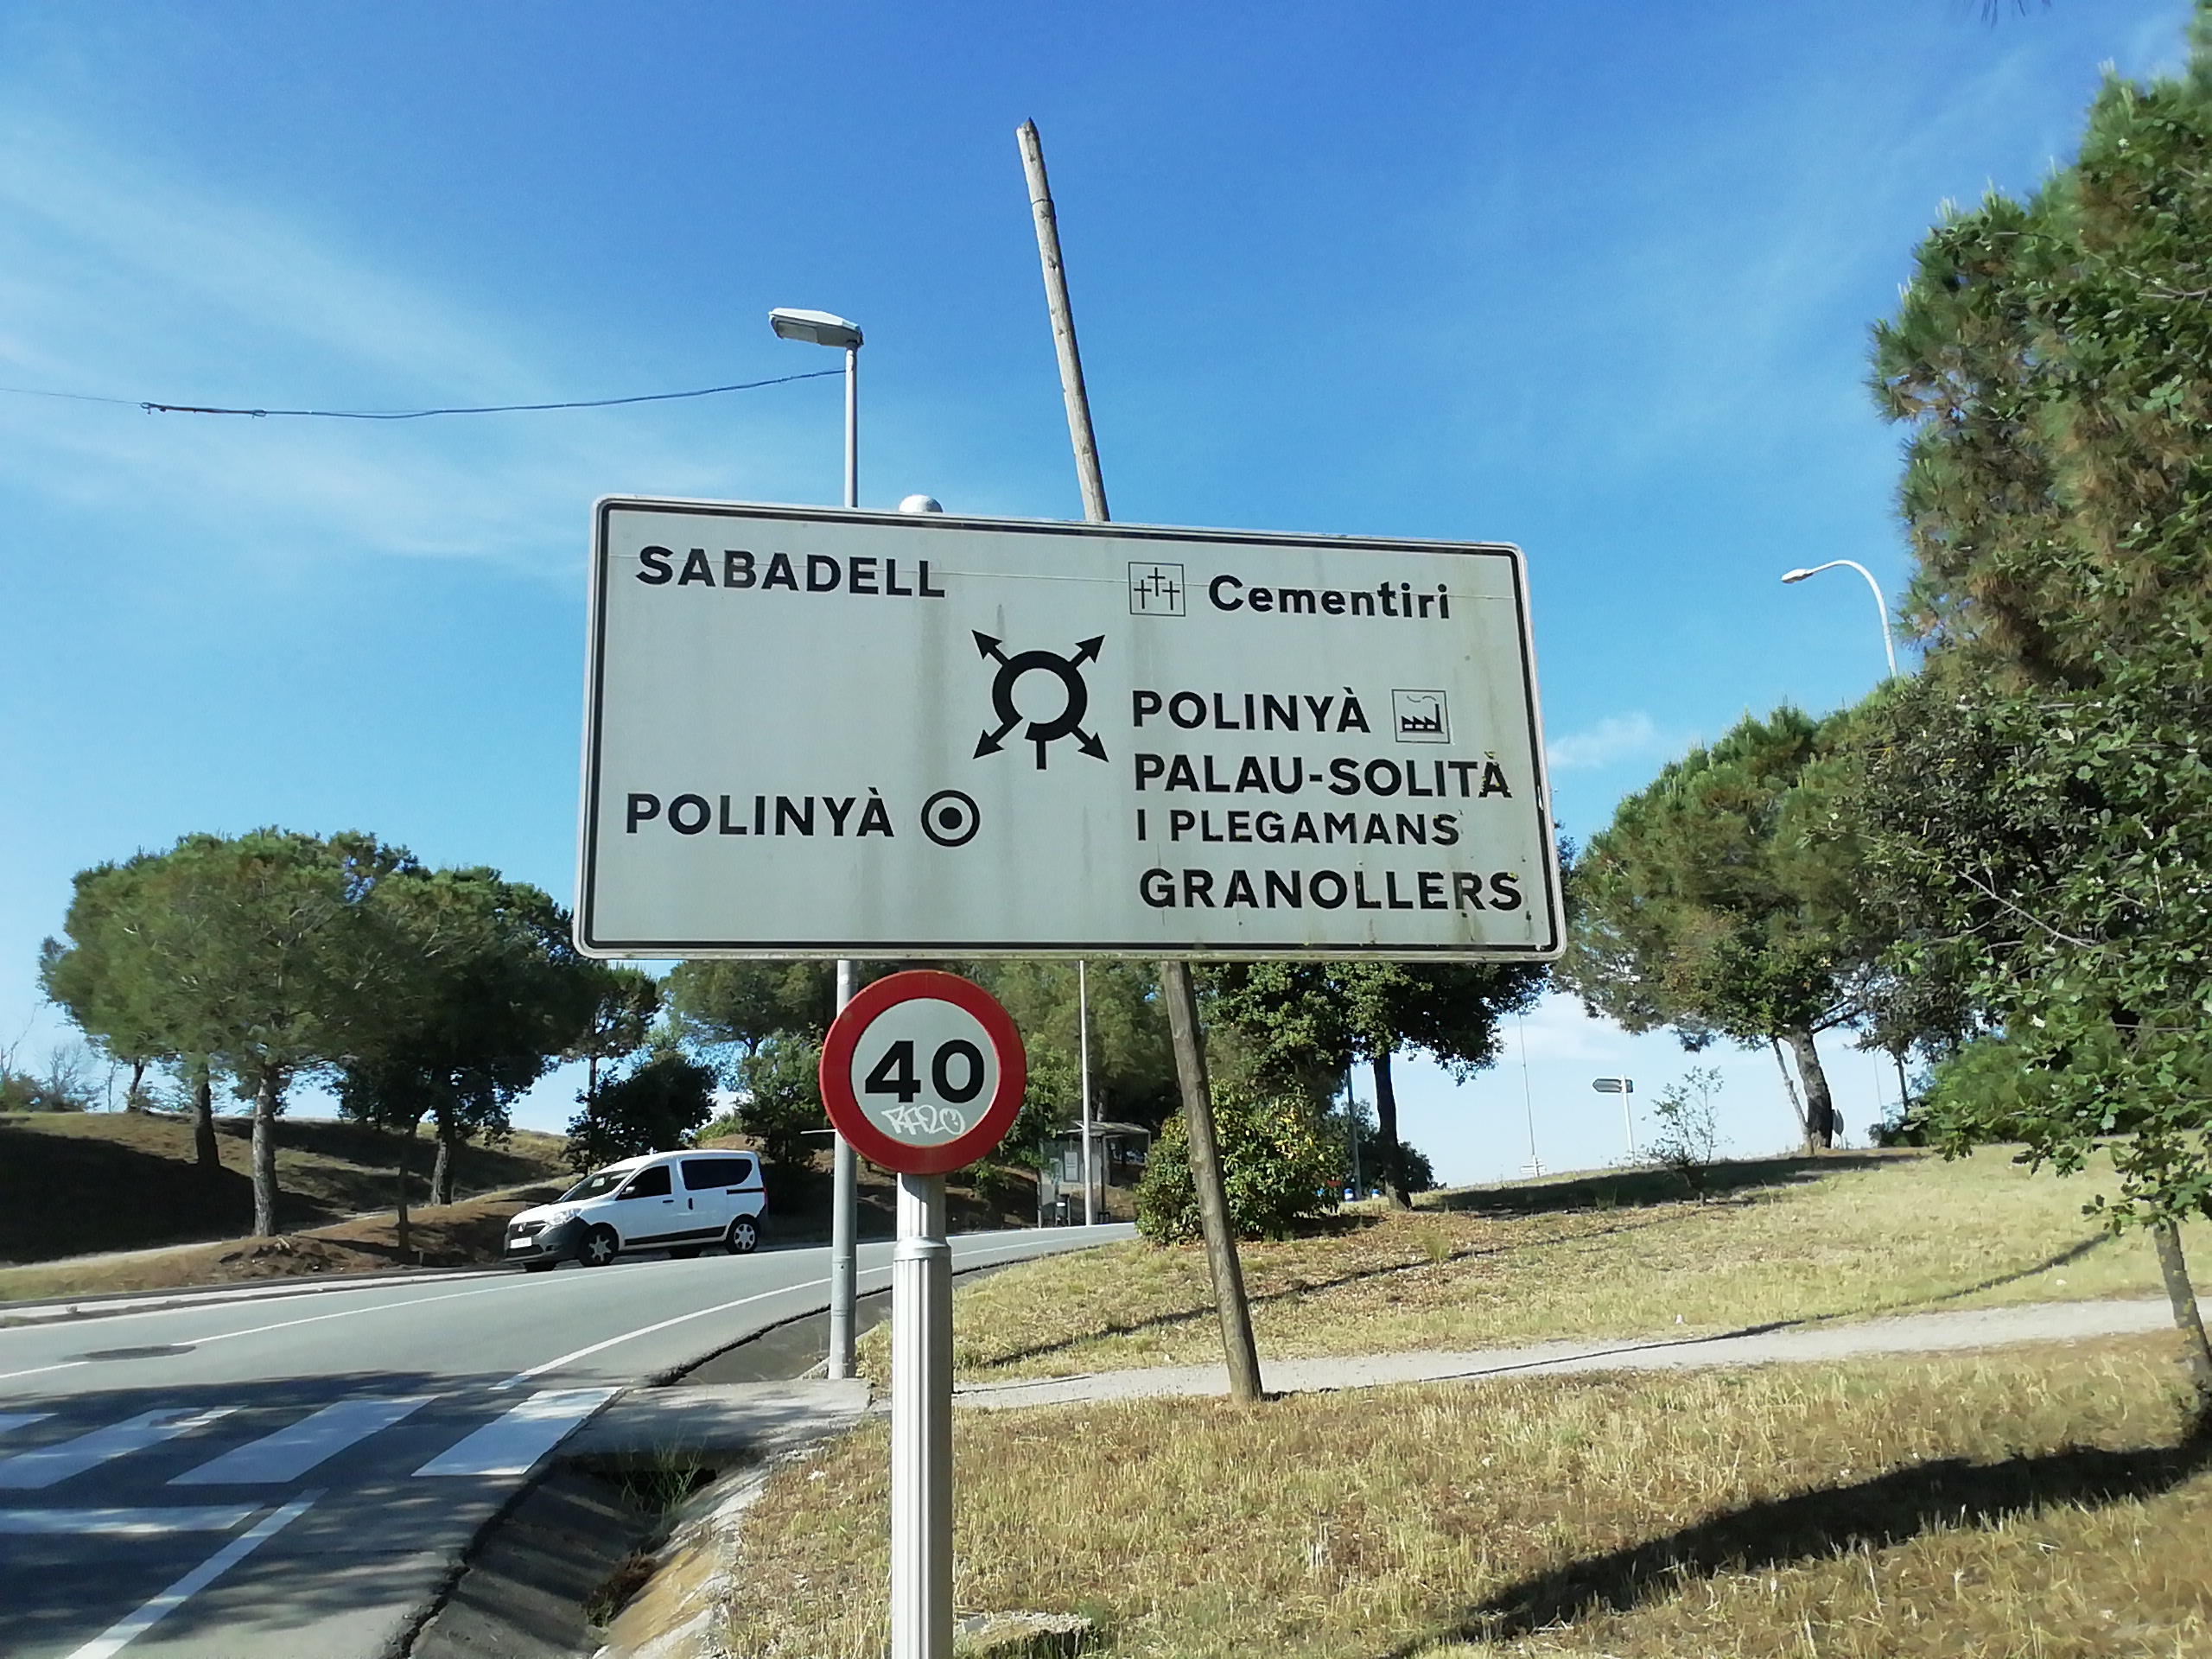 SABADELL
Cementiri
POLINYÀ
PALAU-SOLITÀ
I PLEGAMANS
GRANOLLERS
POLINYÀ
40